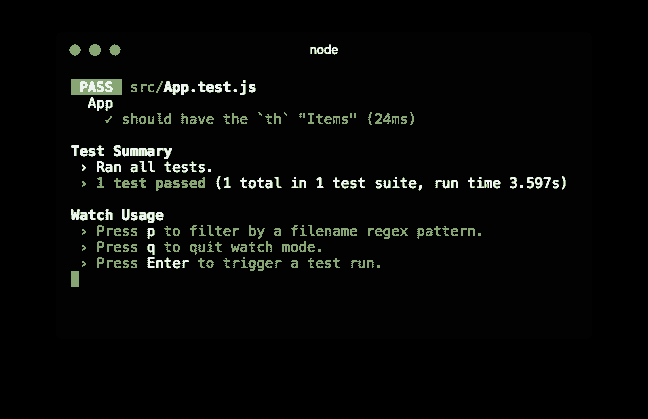 node
PASS src/App.test.js
App
✓ should have the `th` "Items" (24ms)
Test Summary
› Ran all tests.
› 1 test passed (1 total in 1 test suite, run time 3.597s)
Watch Usage
› Press p to filter by a filename regex pattern.
› Press q to quit watch mode.
› Press Enter to trigger a test run.